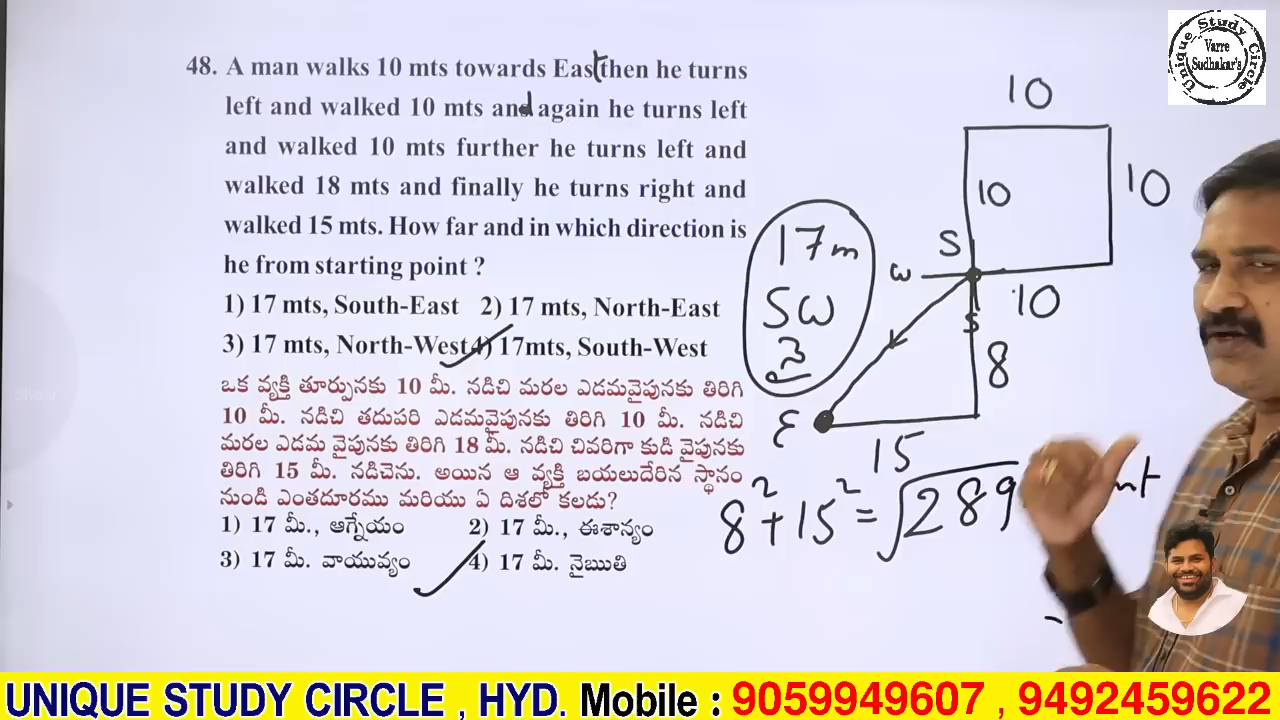 48. A man walks 10 mts towards East then he turns
left and walked 10 mts and again he turns left
and walked 10 mts further he turns left and
walked 18 mts and finally he turns right and
walked 15 mts. How far and in which direction is
he from starting point ?
1) 17 mts, South-East 2) 17 mts, North-East
3) 17 mts, North-West 4) 17mts, South-West
ఒక వ్యక్తి తూర్పునకు 10 మీ. నడిచి మరల ఎడమవైపునకు తిరిగి
10 మీ. నడిచి తదుపరి ఎడమవైపునకు తిరిగి 10 మీ. నడిచి
మరల ఎడమ వైపునకు తిరిగి 18 మీ. నడిచి చివరిగా కుడి వైపునకు
తిరిగి 15 మీ. నడిచెను. అయిన ఆ వ్యక్తి బయలుదేరిన స్థానం
నుండి ఎంతదూరము మరియు ఏ దిశలో కలదు?
1) 17 మీ., ఆగ్నేయం 2) 17 మీ., ఈశాన్యం
3) 17 మీ. వాయువ్యం 4) 17 మీ. నైఋతి
10
10
10
S
W
10
S
8
17m
SW
E
15
8² + 15² = √289
Unique Study Circle
Varre
Sudhakar's
UNIQUE STUDY CIRCLE , HYD. Mobile : 9059949607 , 9492459622